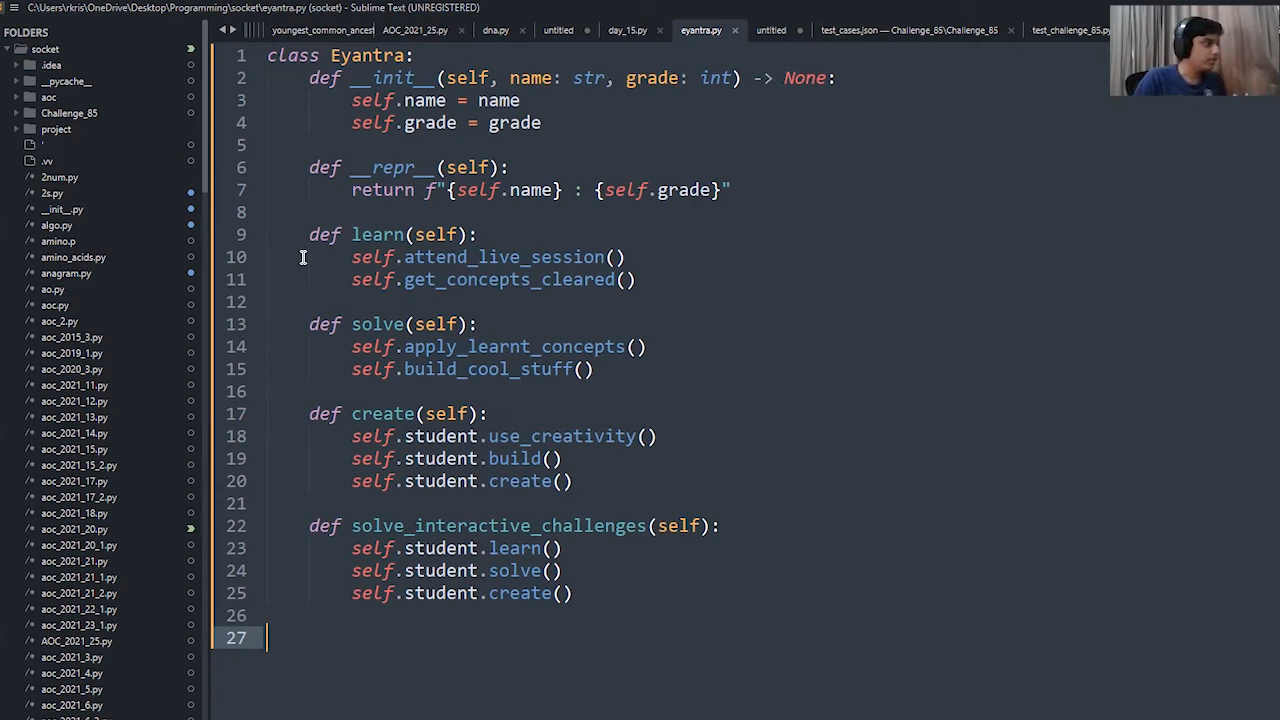 C:\Users\rkris\OneDrive\Desktop\Programming\socket\eyantra.py (socket) - Sublime Text (UNREGISTERED)
FOLDERS
socket
.idea
__pycache__
aoc
Challenge_85
project
'
.vv
2num.py
2s.py
__init__.py
algo.py
amino.p
amino_acids.py
anagram.py
ao.py
aoc.py
aoc_2.py
aoc_2015_3.py
aoc_2019_1.py
aoc_2020_3.py
aoc_2021_11.py
aoc_2021_12.py
aoc_2021_13.py
aoc_2021_14.py
aoc_2021_15.py
aoc_2021_15_2.py
aoc_2021_17.py
aoc_2021_17_2.py
aoc_2021_18.py
aoc_2021_20.py
aoc_2021_20_1.py
aoc_2021_21.py
aoc_2021_21_1.py
aoc_2021_22.py
aoc_2021_22_1.py
aoc_2021_23_1.py
AOC_2021_25.py
aoc_2021_3.py
aoc_2021_4.py
aoc_2021_5.py
aoc_2021_6.py
youngest_common_ancest AOC_2021_25.py dna.py untitled day_15.py eyantra.py untitled test_cases.json — Challenge_85\Challenge_85 test_challenge_85.py
1 class Eyantra:
2     def __init__(self, name: str, grade: int) -> None:
3         self.name = name
4         self.grade = grade
5
6     def __repr__(self):
7         return f"{self.name} : {self.grade}"
8
9     def learn(self):
10         self.attend_live_session()
11         self.get_concepts_cleared()
12
13     def solve(self):
14         self.apply_learnt_concepts()
15         self.build_cool_stuff()
16
17     def create(self):
18         self.student.use_creativity()
19         self.student.build()
20         self.student.create()
21
22     def solve_interactive_challenges(self):
23         self.student.learn()
24         self.student.solve()
25         self.student.create()
26
27